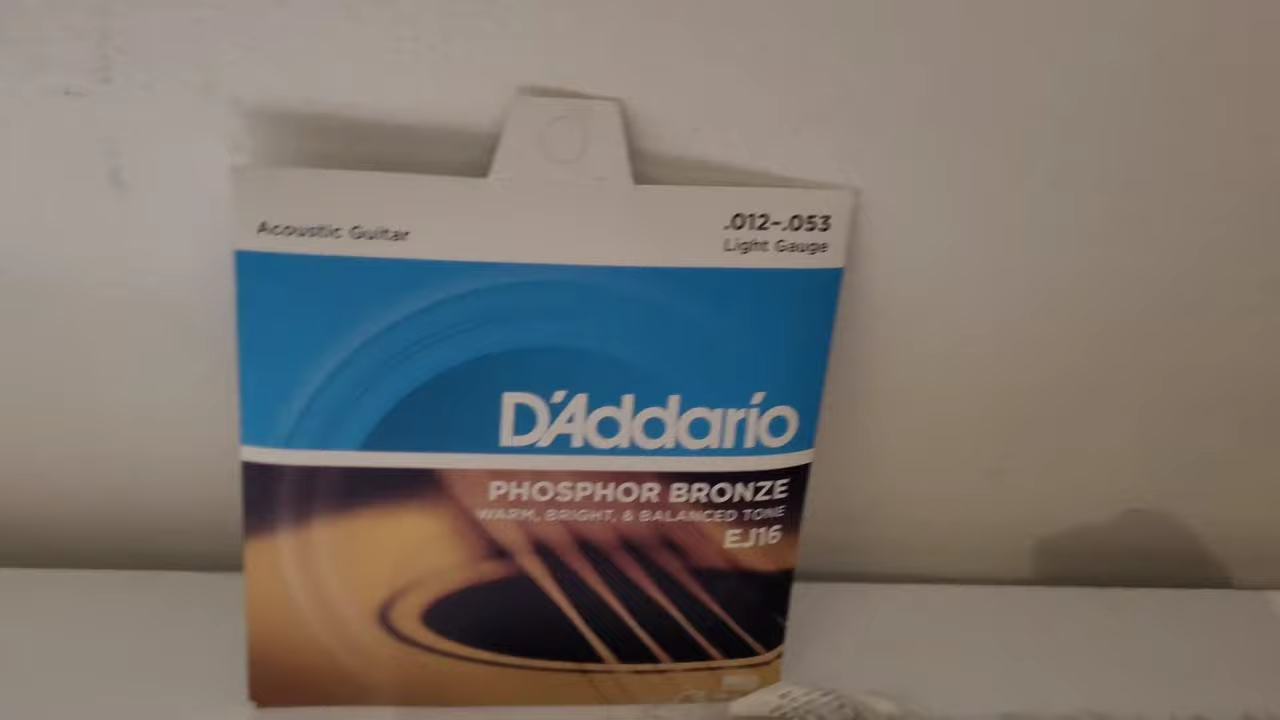 Acoustic Guitar
.012-.053
Light Gauge
D'Addario
PHOSPHOR BRONZE
WARM, BRIGHT, & BALANCED TONE
EJ16